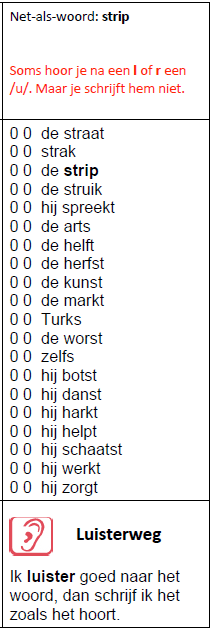 Net-als-woord: strip
Soms hoor je na een l of r een
/u/. Maar je schrijft hem niet.
0 0 de straat
0 0 strak
0 0 de strip
0 0 de struik
0 0 hij spreekt
0 0 de arts
0 0 de helft
0 0 de herfst
0 0 de kunst
0 0 de markt
0 0 Turks
0 0 de worst
0 0 zelfs
0 0 hij botst
0 0 hij danst
0 0 hij harkt
0 0 hij helpt
0 0 hij schaatst
0 0 hij werkt
0 0 hij zorgt
Luisterweg
Ik luister goed naar het
woord, dan schrijf ik het
zoals het hoort.